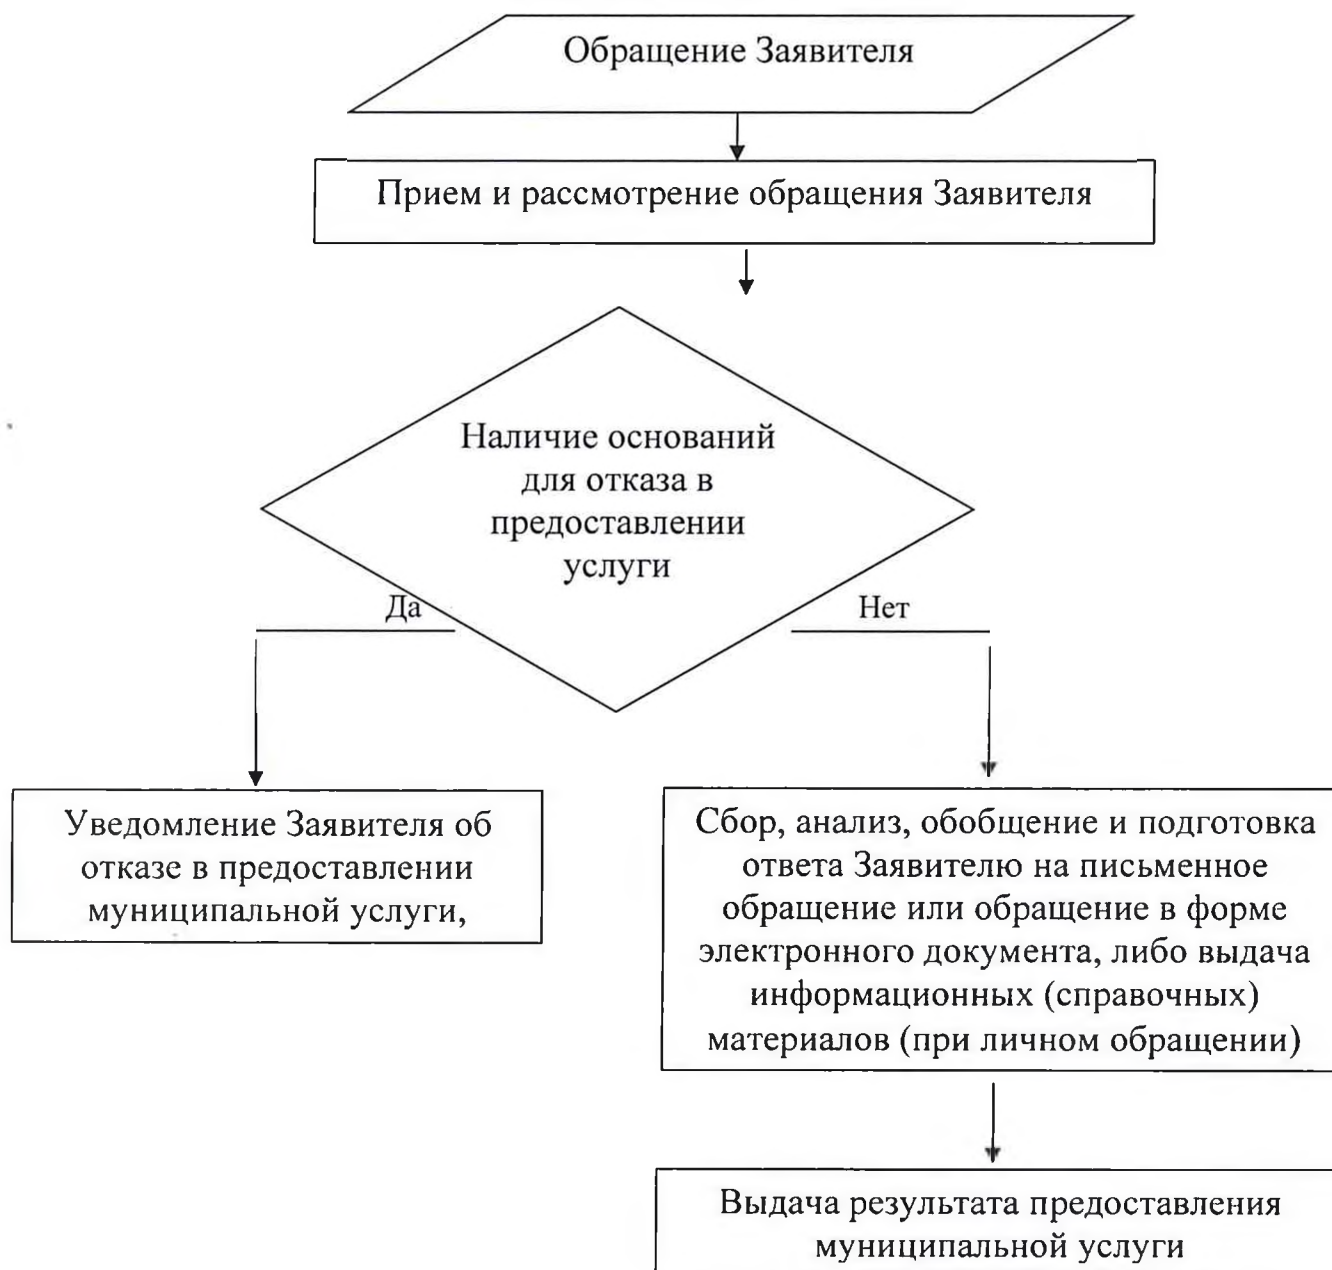 Обращение Заявителя
Прием и рассмотрение обращения Заявителя
Наличие оснований
для отказа в
предоставлении
услуги
Да
Нет
Уведомление Заявителя об
отказе в предоставлении
муниципальной услуги,
Сбор, анализ, обобщение и подготовка
ответа Заявителю на письменное
обращение или обращение в форме
электронного документа, либо выдача
информационных (справочных)
материалов (при личном обращении)
Выдача результата предоставления
муниципальной услуги